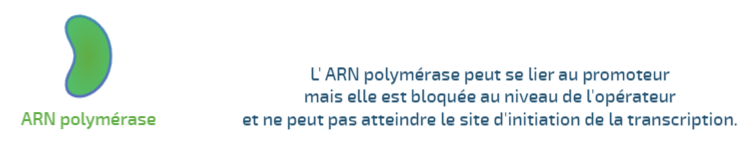 L' ARN polymérase peut se lier au promoteur
mais elle est bloquée au niveau de l'opérateur
ARN polymérase
et ne peut pas atteindre le site d'initiation de la transcription.